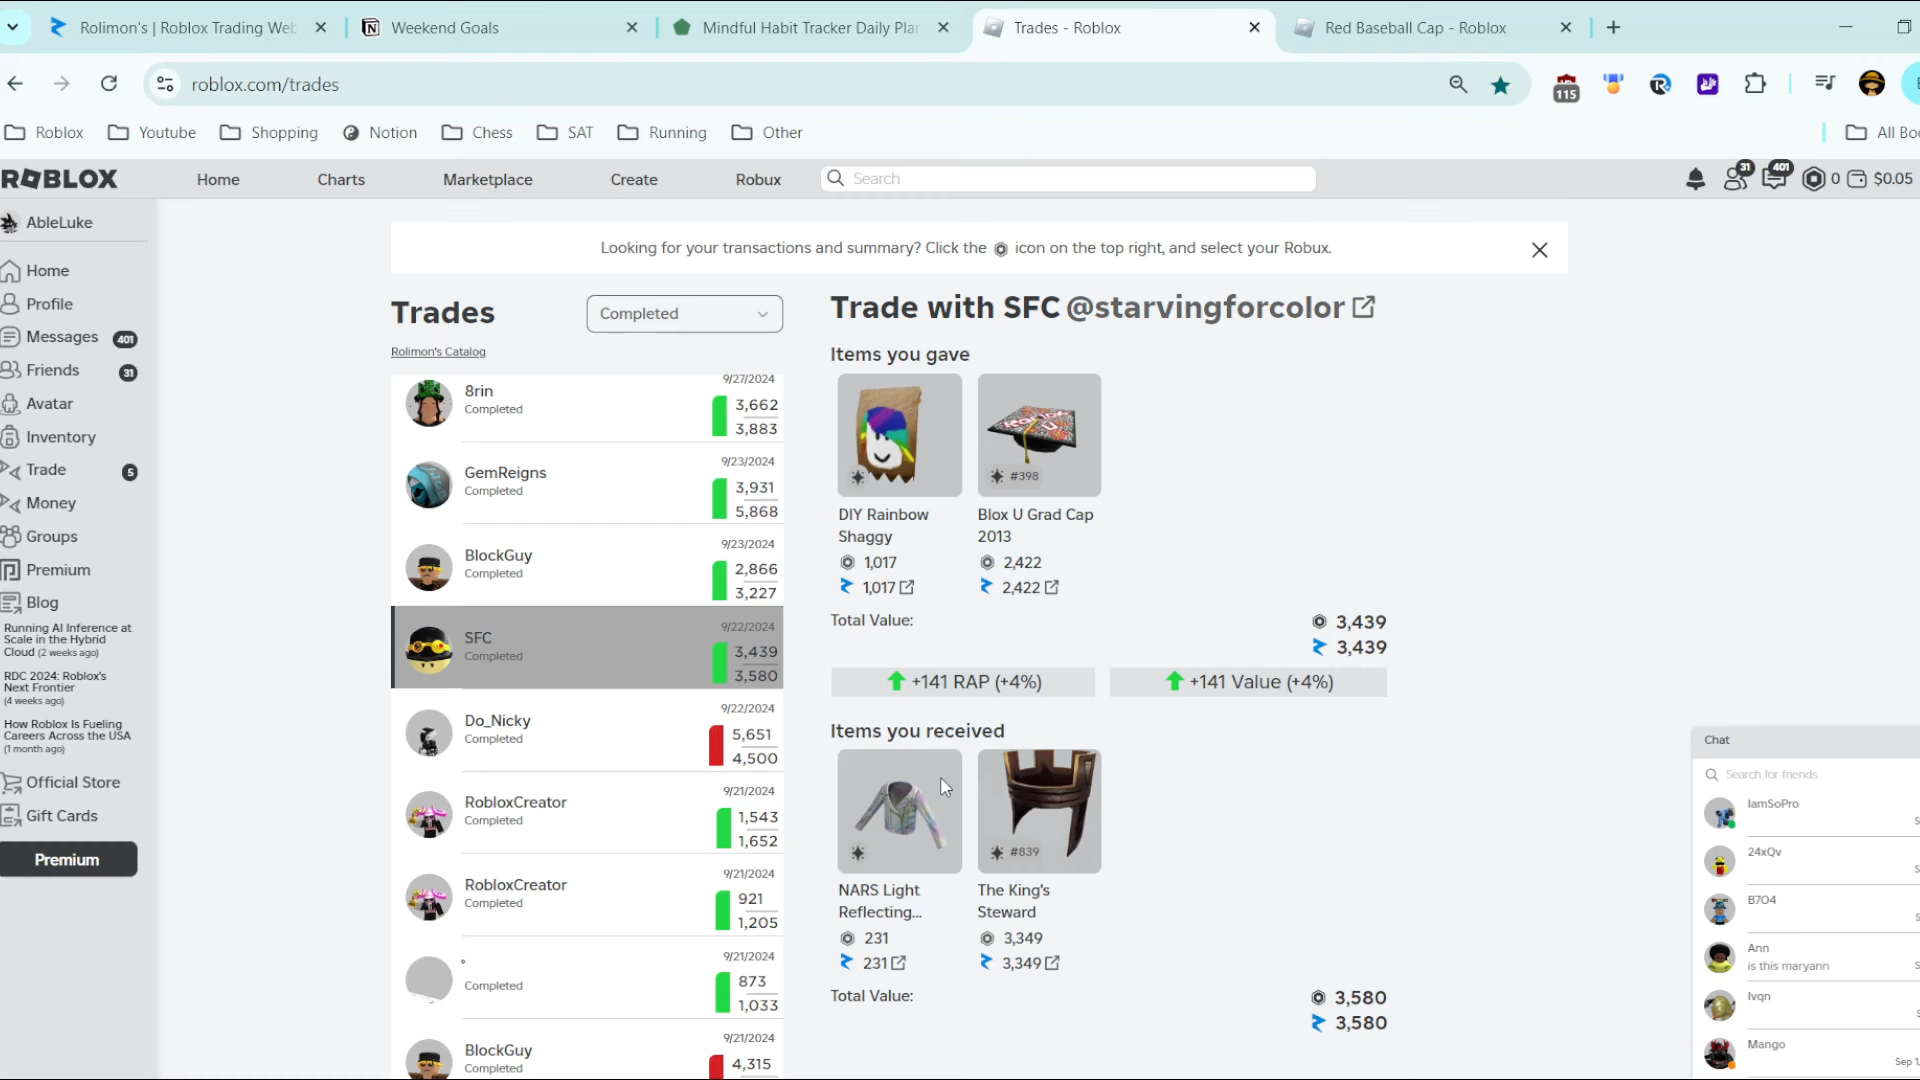 Rolimon's | Roblox Trading Web
Weekend Goals
Mindful Habit Tracker Daily Plan
Trades - Roblox
Red Baseball Cap - Roblox
roblox.com/trades
115
Roblox
Youtube
Shopping
Notion
Chess
SAT
Running
Other
All Boo
ROBLOX
Home
Charts
Marketplace
Create
Robux
Search
31
401
0
$0.05
AbleLuke
Home
Profile
Messages 401
Friends 31
Avatar
Inventory
Trade 5
Money
Groups
Premium
Blog
Running AI Inference at
Scale in the Hybrid
Cloud (2 weeks ago)
RDC 2024: Roblox's
Next Frontier
(4 weeks ago)
How Roblox Is Fueling
Careers Across the USA
(1 month ago)
Official Store
Gift Cards
Premium
Looking for your transactions and summary? Click the icon on the top right, and select your Robux.
Trades
Completed
Rolimon's Catalog
9/27/2024
8rin
Completed
3,662
3,883
9/23/2024
GemReigns
Completed
3,931
5,868
9/23/2024
BlockGuy
Completed
2,866
3,227
9/22/2024
SFC
Completed
3,439
3,580
9/22/2024
Do_Nicky
Completed
5,651
4,500
9/21/2024
RobloxCreator
Completed
1,543
1,652
9/21/2024
RobloxCreator
Completed
921
1,205
9/21/2024
Completed
873
1,033
9/21/2024
BlockGuy
Completed
4,315
Trade with SFC @starvingforcolor
Items you gave
ROBLOX U
#398
DIY Rainbow
Shaggy
1,017
1,017
Blox U Grad Cap
2013
2,422
2,422
Total Value:
3,439
3,439
+141 RAP (+4%)
+141 Value (+4%)
Items you received
#839
NARS Light
Reflecting...
231
231
The King's
Steward
3,349
3,349
Total Value:
3,580
3,580
Chat
Search for friends
IamSoPro
24xQv
B7O4
Ann
is this maryann
Ivqn
Mango
Sep 1